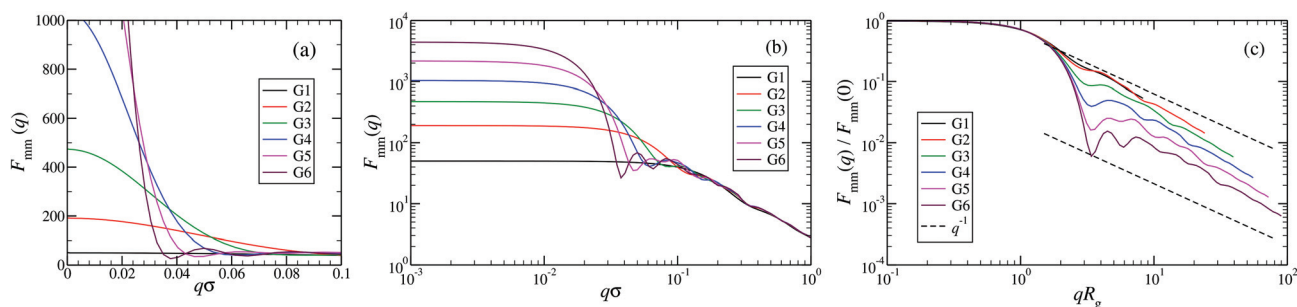 1000
800
600
400
200
0
F_mm(q)
0
0.02
0.04
0.06
0.08
0.1
qσ
(a)
G1
G2
G3
G4
G5
G6
10^4
10^3
10^2
10^1
10^0
F_mm(q)
10^-3
10^-2
10^-1
10^0
qσ
(b)
G1
G2
G3
G4
G5
G6
10^0
10^-1
10^-2
10^-3
10^-4
F_mm(q) / F_mm(0)
10^-1
10^0
10^1
10^2
qR_g
(c)
G1
G2
G3
G4
G5
G6
q^-1